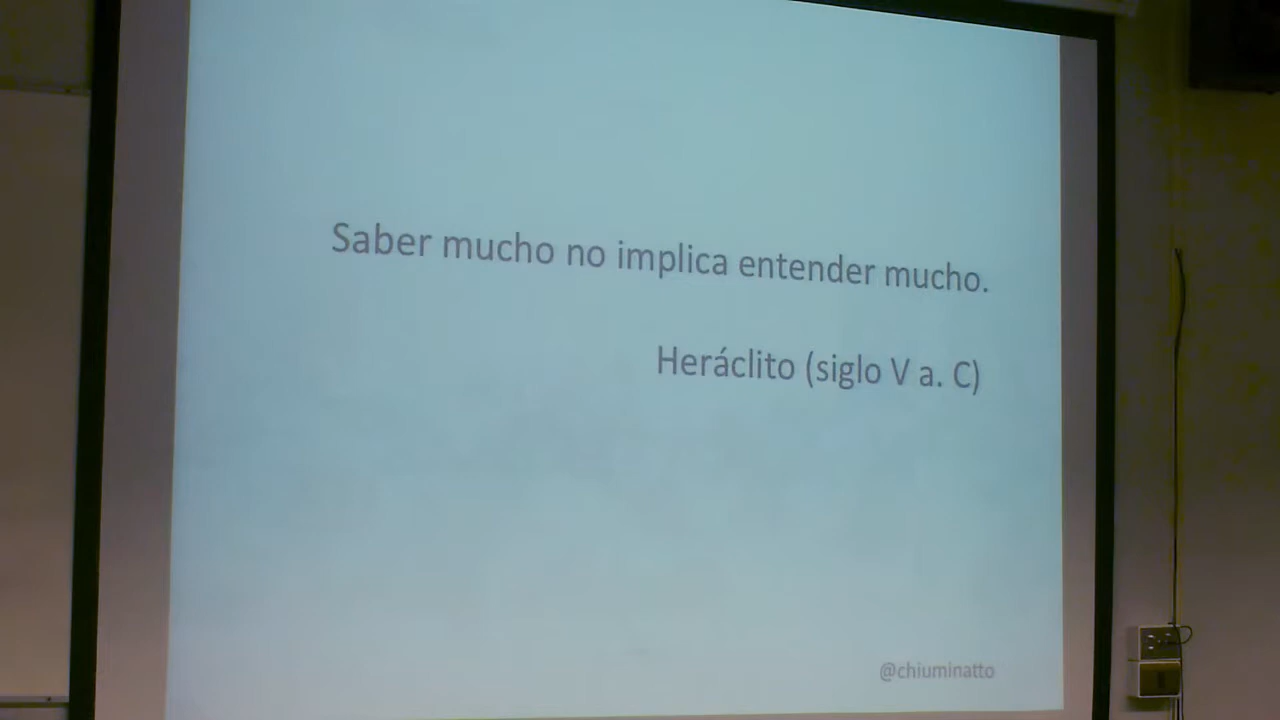 Saber mucho no implica entender mucho.
Heráclito (siglo V a. C)
@chiuminatto